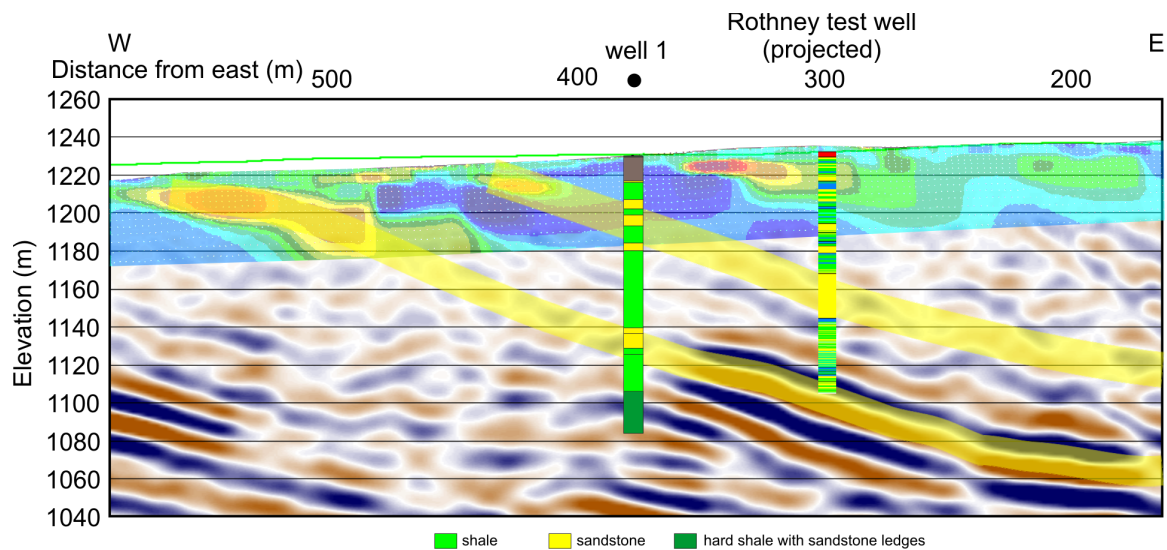 Rothney test well
(projected)
W
well 1
E
Distance from east (m)
500
400
300
200
1260
1240
1220
1200
1180
1160
1140
1120
1100
1080
1060
1040
Elevation (m)
shale
sandstone
hard shale with sandstone ledges